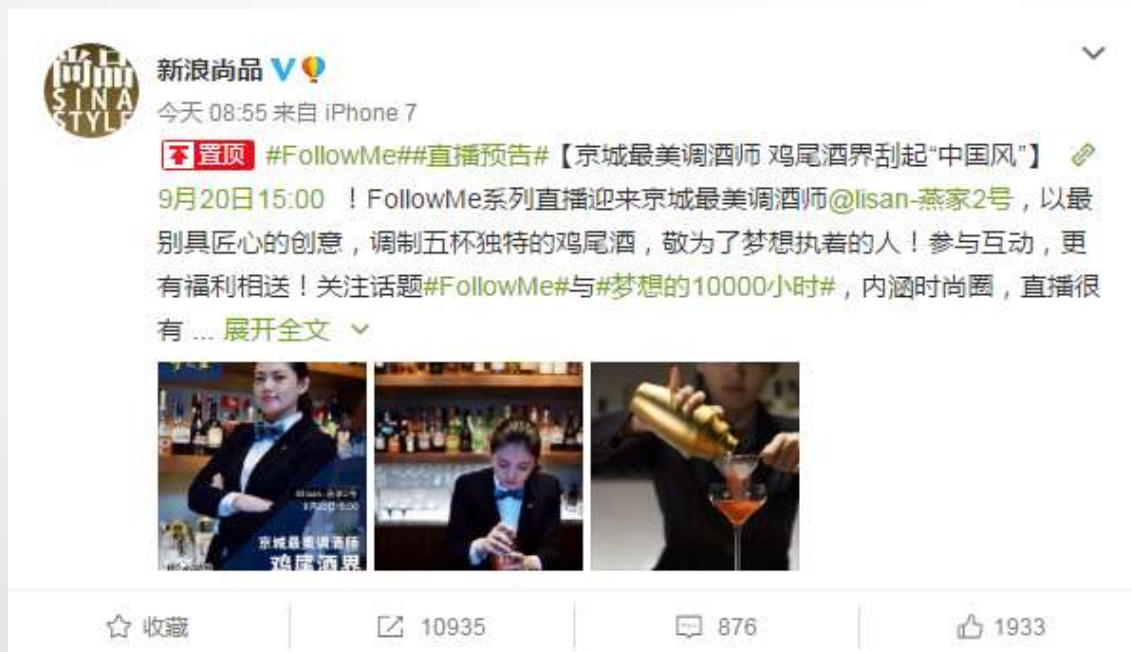 尚品
SINA
STYLE
新浪尚品
今天 08:55 来自 iPhone 7
置顶 #FollowMe##直播预告#【京城最美调酒师 鸡尾酒界刮起“中国风”】
9月20日15:00 ！FollowMe系列直播迎来京城最美调酒师@lisan-燕家2号，以最
别具匠心的创意，调制五杯独特的鸡尾酒，敬为了梦想执着的人！参与互动，更
有福利相送！关注话题#FollowMe#与#梦想的10000小时#，内涵时尚圈，直播很
有 ... 展开全文
京城最美调酒师
鸡尾酒界
收藏
10935
876
1933